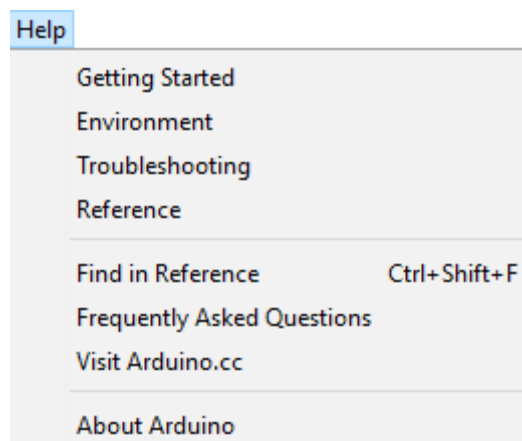 Help
Getting Started
Environment
Troubleshooting
Reference
Find in Reference Ctrl+Shift+F
Frequently Asked Questions
Visit Arduino.cc
About Arduino